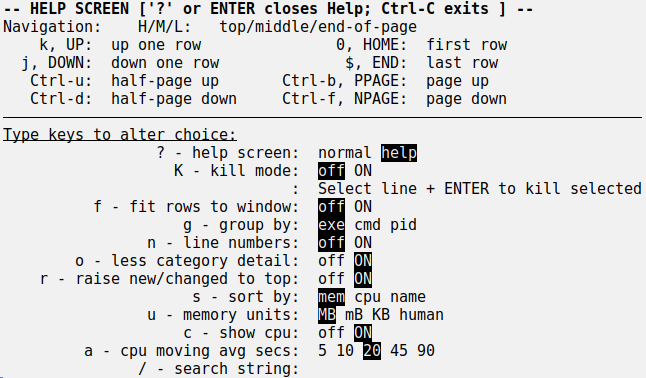 -- HELP SCREEN ['?' or ENTER closes Help; Ctrl-C exits ] --
Navigation:    H/M/L:   top/middle/end-of-page
k, UP:  up one row    0, HOME:  first row
j, DOWN:  down one row    $, END:  last row
Ctrl-u:  half-page up    Ctrl-b, PPAGE:  page up
Ctrl-d:  half-page down    Ctrl-f, NPAGE:  page down
Type keys to alter choice:
? - help screen:  normal help
K - kill mode:  off ON
:  Select line + ENTER to kill selected
f - fit rows to window:  off ON
g - group by:  exe cmd pid
n - line numbers:  off ON
o - less category detail:  off ON
r - raise new/changed to top:  off ON
s - sort by:  mem cpu name
u - memory units:  MB mB KB human
c - show cpu:  off ON
a - cpu moving avg secs:  5 10 20 45 90
/ - search string: